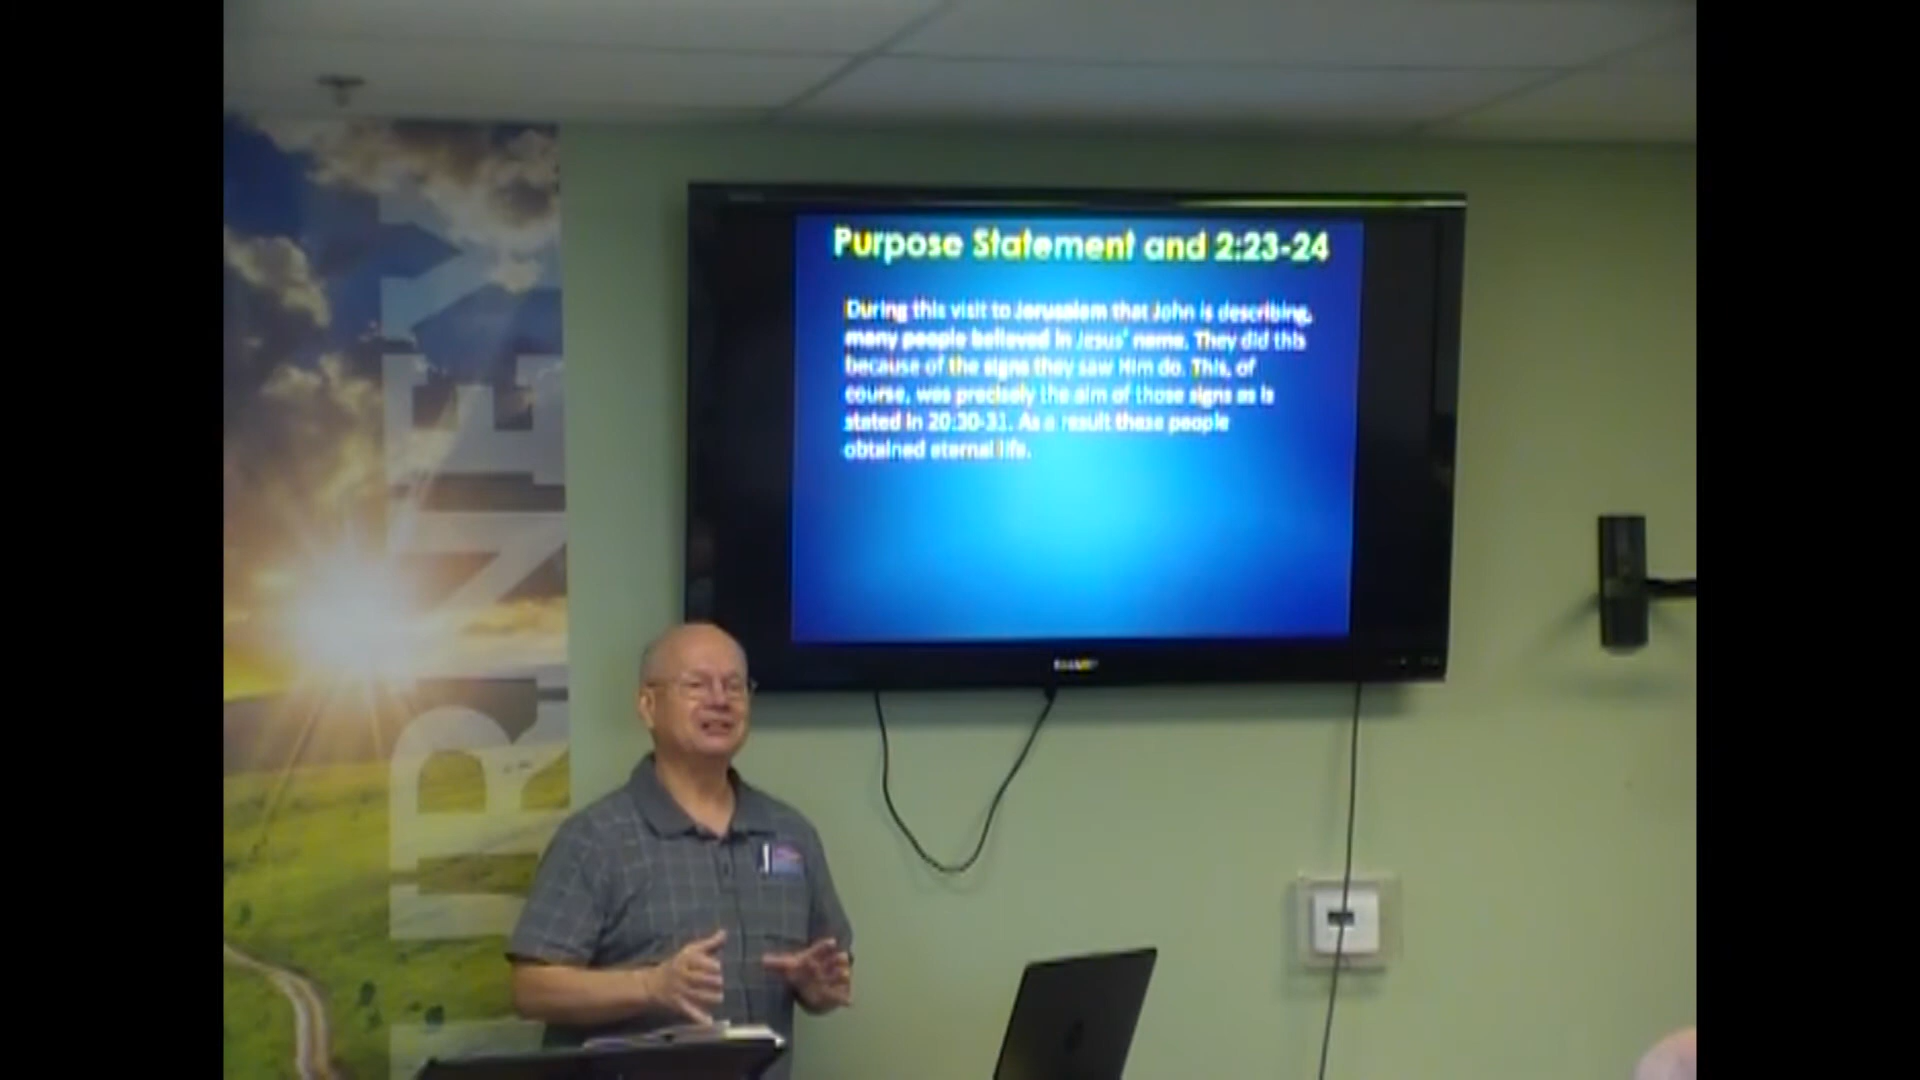 Purpose Statement and 2:23-24
During this visit to Jerusalem that John is describing,
many people believed in Jesus' name. They did this
because of the signs they saw Him do. This, of
course, was precisely the aim of those signs as is
stated in 20:30-31. As a result these people
obtained eternal life.
SHARP
RNEY